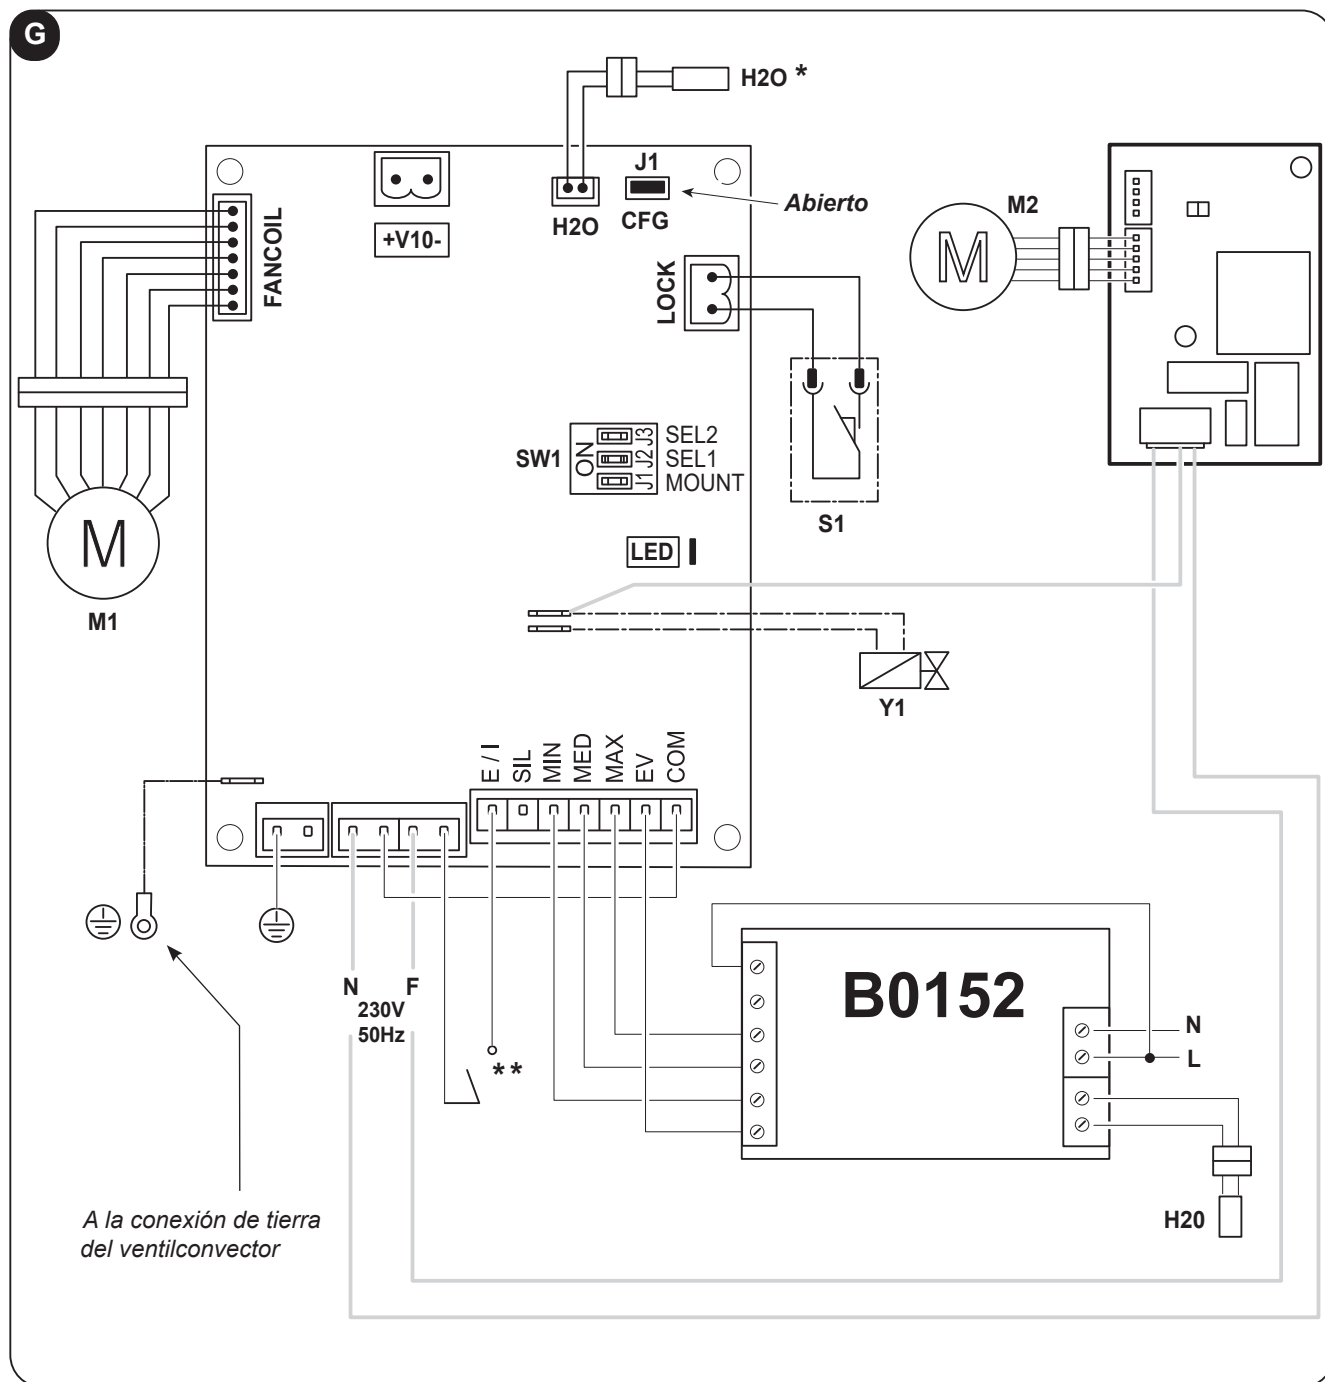 G
H2O *
J1
Abierto
H2O
CFG
M2
M
+V10-
FANCOIL
LOCK
SW1
ON
J3
SEL2
J2
SEL1
J1
MOUNT
S1
LED
M
M1
Y1
E / I
SIL
MIN
MED
MAX
EV
COM
N
F
230V
50Hz
**
B0152
N
L
H20
A la conexión de tierra
del ventilconvector